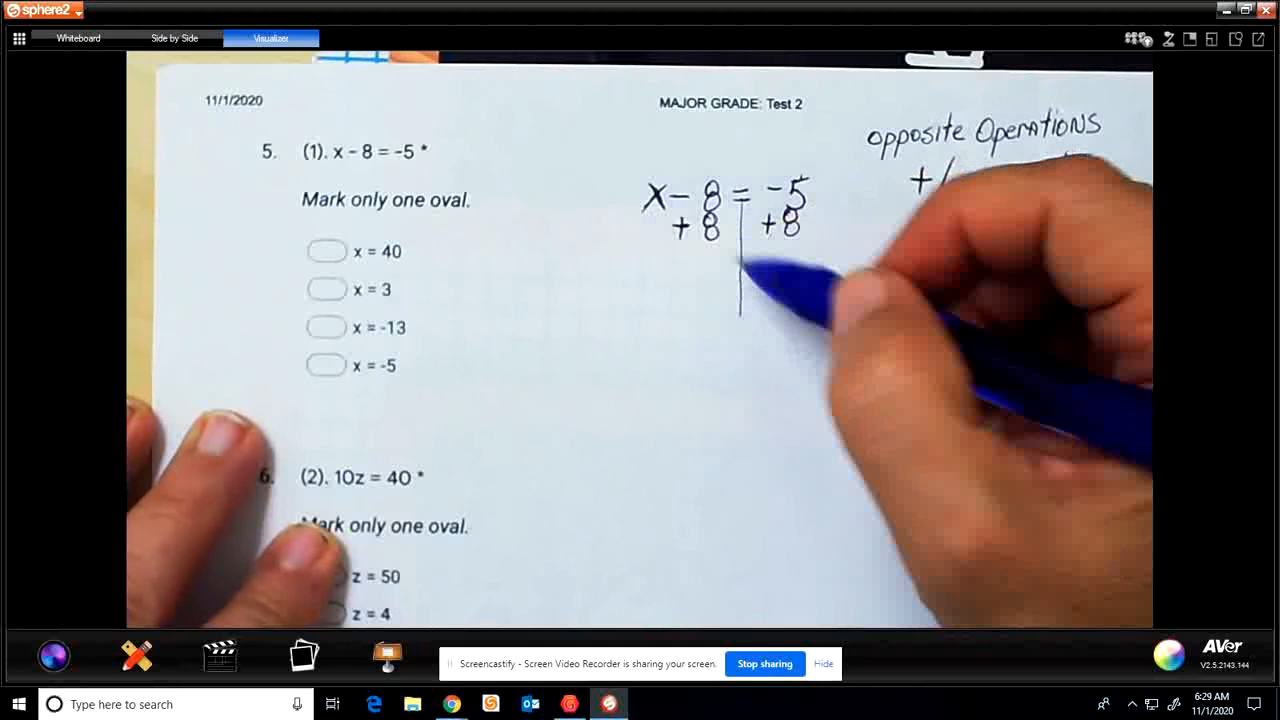 sphere2
Whiteboard
Side by Side
Visualizer
11/1/2020
MAJOR GRADE: Test 2
5. (1). x - 8 = -5 *
Mark only one oval.
x = 40
x = 3
x = -13
x = -5
6. (2). 10z = 40 *
Mark only one oval.
z = 50
z = 4
Opposite Operations
+/
x - 8 = -5
+ 8 +8
AVer
V2.5.2143.144
Screencastify - Screen Video Recorder is sharing your screen.
Stop sharing
Hide
Type here to search
6:29 AM
11/1/2020